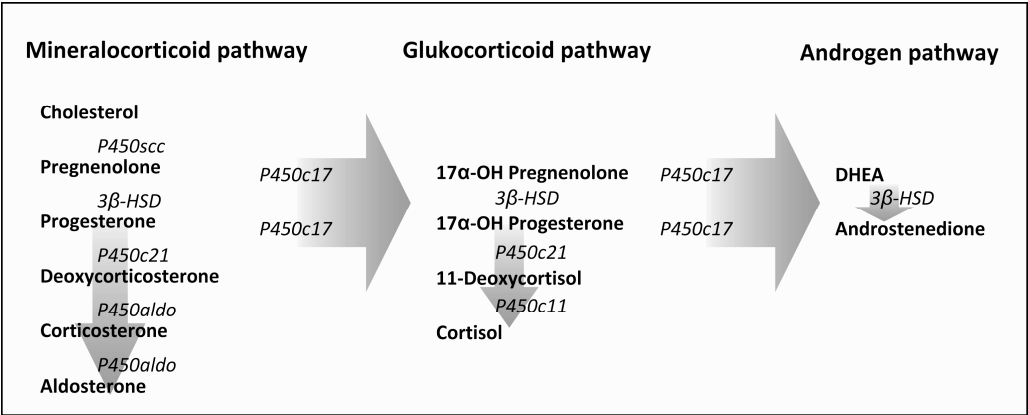 Mineralocorticoid pathway
Glukocorticoid pathway
Androgen pathway
Cholesterol
P450scc
Pregnenolone
3β-HSD
Progesterone
P450c21
Deoxycorticosterone
P450aldo
Corticosterone
P450aldo
Aldosterone
P450c17
P450c17
17α-OH Pregnenolone
3β-HSD
17α-OH Progesterone
P450c21
11-Deoxycortisol
P450c11
Cortisol
P450c17
P450c17
DHEA
3β-HSD
Androstenedione